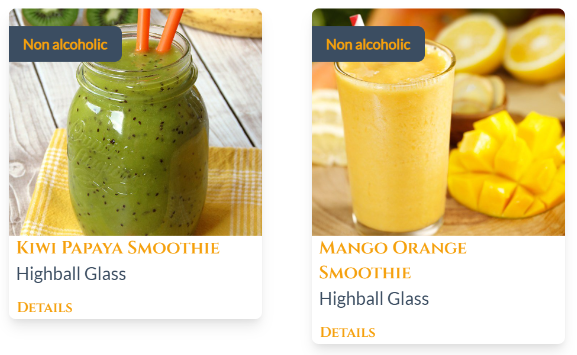 Non alcoholic
Kiwi Papaya Smoothie
Highball Glass
Details
Non alcoholic
Mango Orange
Smoothie
Highball Glass
Details